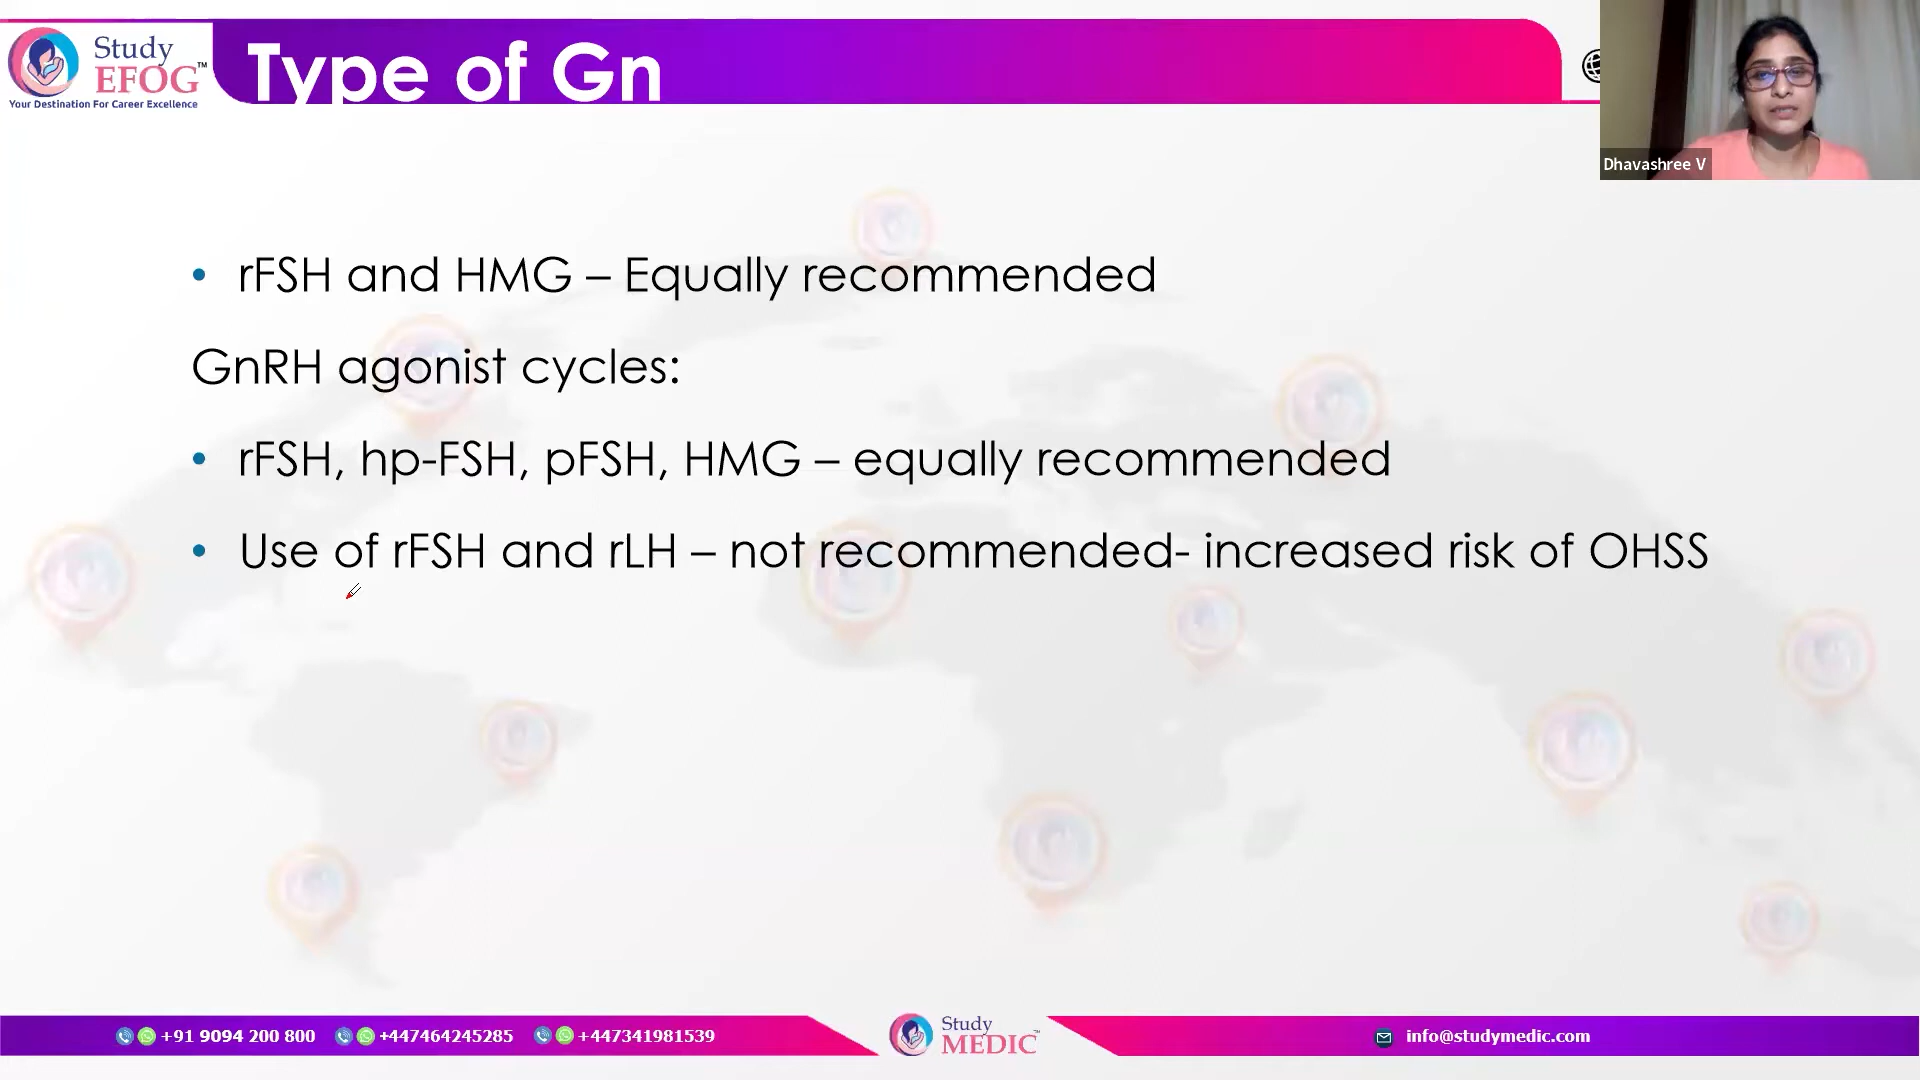 Study
EFOG™
Your Destination For Career Excellence
Type of Gn
Dhavashree V
• rFSH and HMG – Equally recommended
GnRH agonist cycles:
• rFSH, hp-FSH, pFSH, HMG – equally recommended
• Use of rFSH and rLH – not recommended- increased risk of OHSS
+91 9094 200 800 +447464245285 +447341981539
Study
MEDIC™
info@studymedic.com